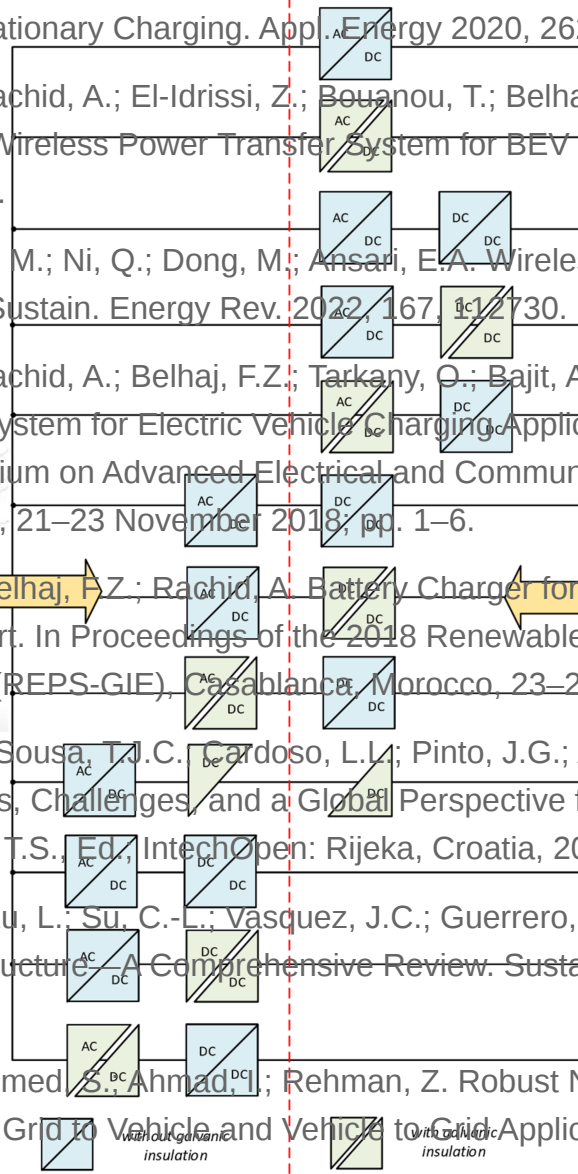 ationary Charging. Appl. Energy 2020, 26
AC DC
achid, A.; El-Idrissi, Z.; Bouanou, T.; Belha
AC DC
Wireless Power Transfer System for BEV
.
AC DC DC DC
M.; Ni, Q.; Dong, M.; Ansari, E.A. Wirele
Sustain. Energy Rev. 2022, 167, 112730.
AC DC DC DC
achid, A.; Belhaj, F.Z.; Tarkany, O.; Bajit, A
AC DC DC DC
ystem for Electric Vehicle Charging Applic
ium on Advanced Electrical and Commun
AC DC DC DC
, 21–23 November 2018; pp. 1–6.
elhaj, F.Z.; Rachid, A. Battery Charger for
AC DC DC DC
rt. In Proceedings of the 2018 Renewable
(REPS-GIE), Casablanca, Morocco, 23–2
AC DC DC DC
Sousa, T.J.C.; Cardoso, L.L.; Pinto, J.G.;
AC DC DC DC
s, Challenges, and a Global Perspective f
T.S., Ed.; IntechOpen: Rijeka, Croatia, 20
AC DC DC DC
u, L.; Su, C.-L.; Vasquez, J.C.; Guerrero,
AC DC DC DC
ucture—A Comprehensive Review. Susta
AC DC DC DC
med, S.; Ahmad, I.; Rehman, Z. Robust N
Grid to Vehicle and Vehicle to Grid Applic
without galvanic
insulation
with galvanic
insulation